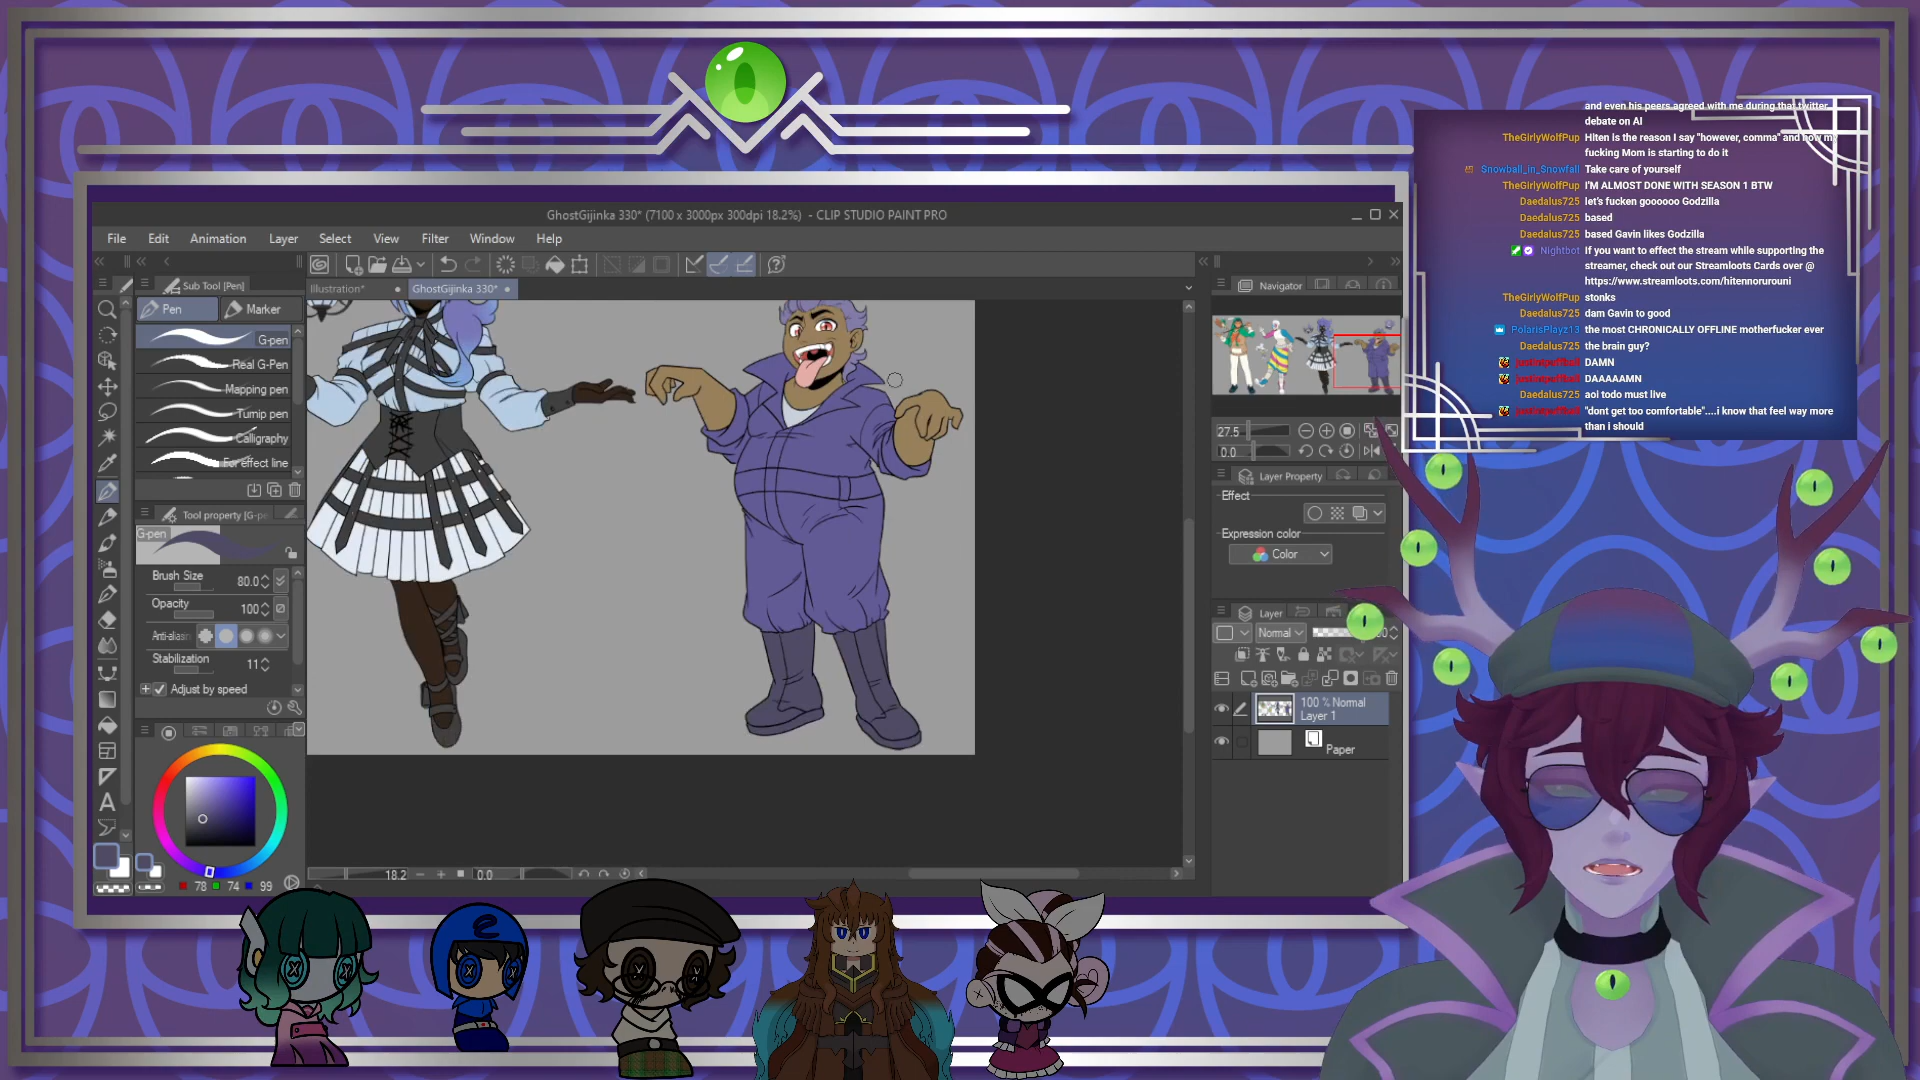 GhostGijinka 330* (7100 x 3000px 300dpi 18.2%) - CLIP STUDIO PAINT PRO
File Edit Animation Layer Select View Filter Window Help
Sub Tool [Pen]
Illustration*
GhostGijinka 330*
Pen
Marker
G-pen
Real G-Pen
Mapping pen
Turnip pen
Calligraphy
For effect line
Tool property [G-pe
G-pen
Brush Size 80.0
Opacity 100
Anti-aliasin
Stabilization 11
Adjust by speed
78 74 99
18.2
0.0
Navigator
27.5
0.0
Layer Property
Effect
Expression color
Color
Layer
Normal
100 % Normal
Layer 1
Paper
and even his peers agreed with me during that twitter
debate on AI
TheGirlyWolfPup Hiten is the reason I say "however, comma" and how my
fucking Mom is starting to do it
Snowball_in_Snowfall Take care of yourself
TheGirlyWolfPup I'M ALMOST DONE WITH SEASON 1 BTW
Daedalus725 let's fucken goooooo Godzilla
Daedalus725 based
Daedalus725 based Gavin likes Godzilla
Nightbot If you want to effect the stream while supporting the
streamer, check out our Streamloots Cards over @
https://www.streamloots.com/hitennorurouni
TheGirlyWolfPup stonks
TheGirlyWolfPup dam Gavin to good
PolarisPlayz13 the most CHRONICALLY OFFLINE motherfucker ever
Daedalus725 the brain guy?
DAMN
DAAAAAMN
Daedalus725 aoi todo must live
"dont get too comfortable"....i know that feel way more
than i should